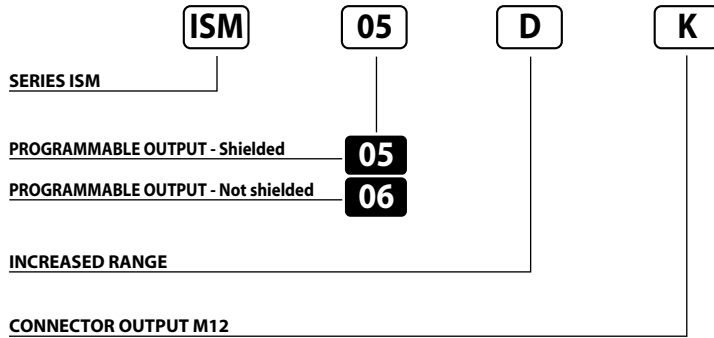 ISM 05 D K
SERIES ISM
PROGRAMMABLE OUTPUT - Shielded 05
PROGRAMMABLE OUTPUT - Not shielded 06
INCREASED RANGE
CONNECTOR OUTPUT M12